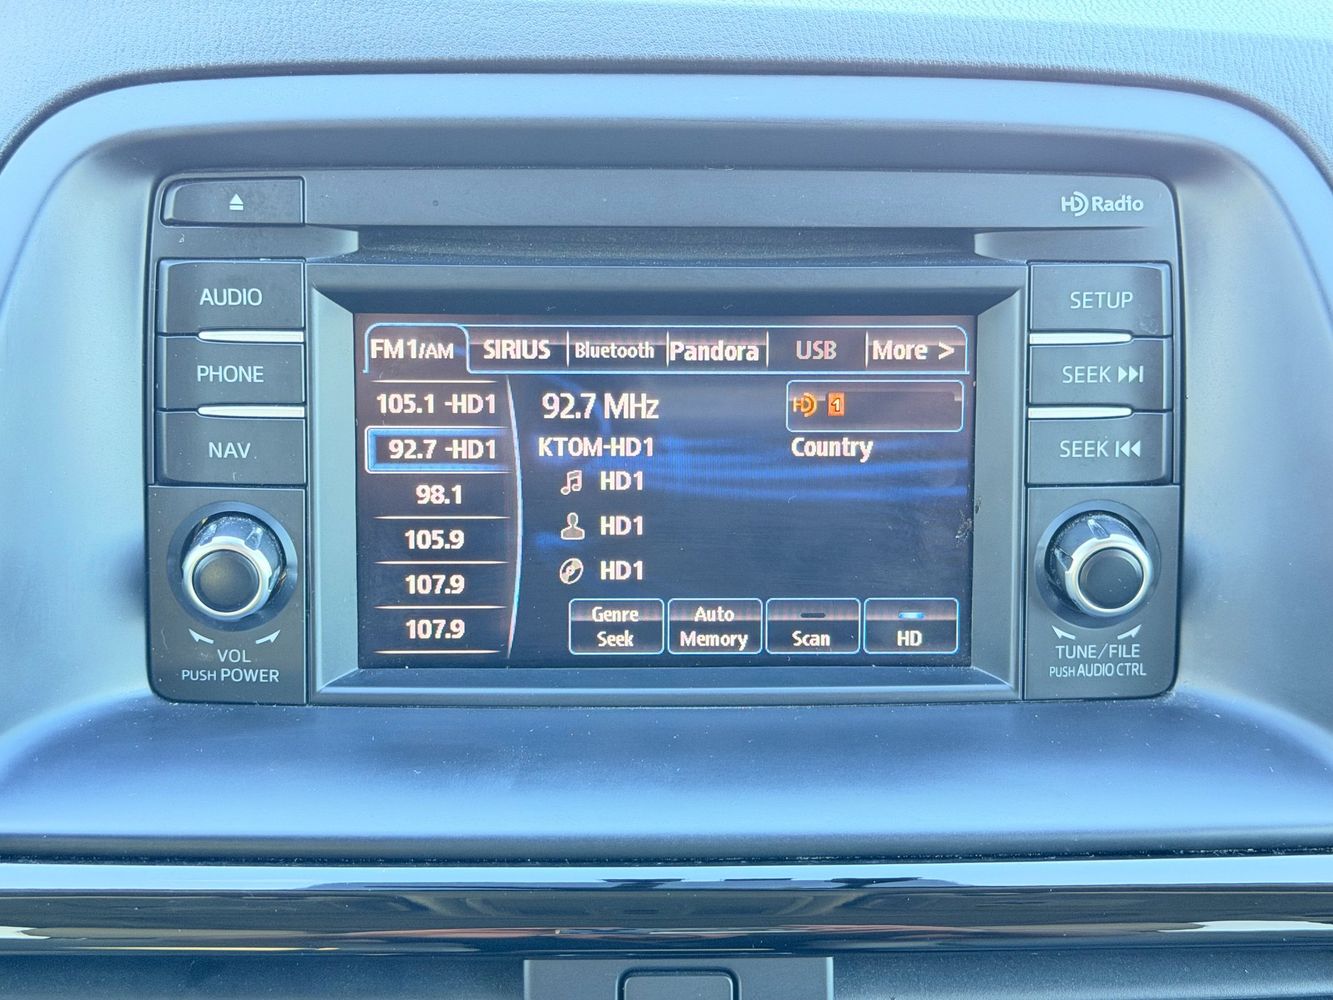 HD Radio
AUDIO
PHONE
NAV
VOL
PUSH POWER
FM1/AM SIRIUS Bluetooth Pandora USB More >
105.1 -HD1
92.7 -HD1
98.1
105.9
107.9
107.9
92.7 MHz
KTOM-HD1
HD1
HD1
HD1
HD 1
Country
Genre Seek
Auto Memory
Scan
HD
SETUP
SEEK
SEEK
TUNE/FILE
PUSH AUDIO CTRL